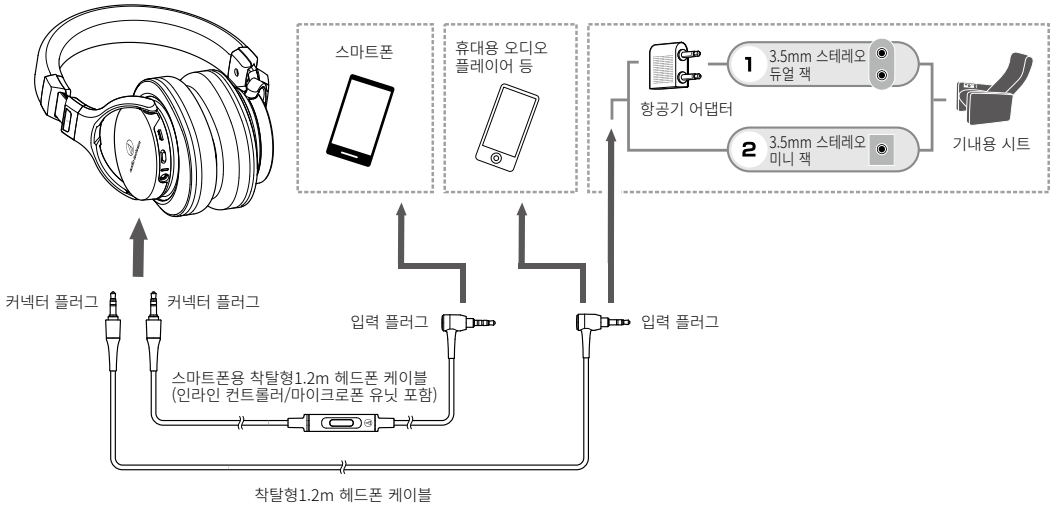 스마트폰
휴대용 오디오
플레이어 등
항공기 어댑터
1
3.5mm 스테레오
듀얼 잭
2
3.5mm 스테레오
미니 잭
기내용 시트
커넥터 플러그
커넥터 플러그
입력 플러그
입력 플러그
스마트폰용 착탈형1.2m 헤드폰 케이블
(인라인 컨트롤러/마이크로폰 유닛 포함)
착탈형1.2m 헤드폰 케이블